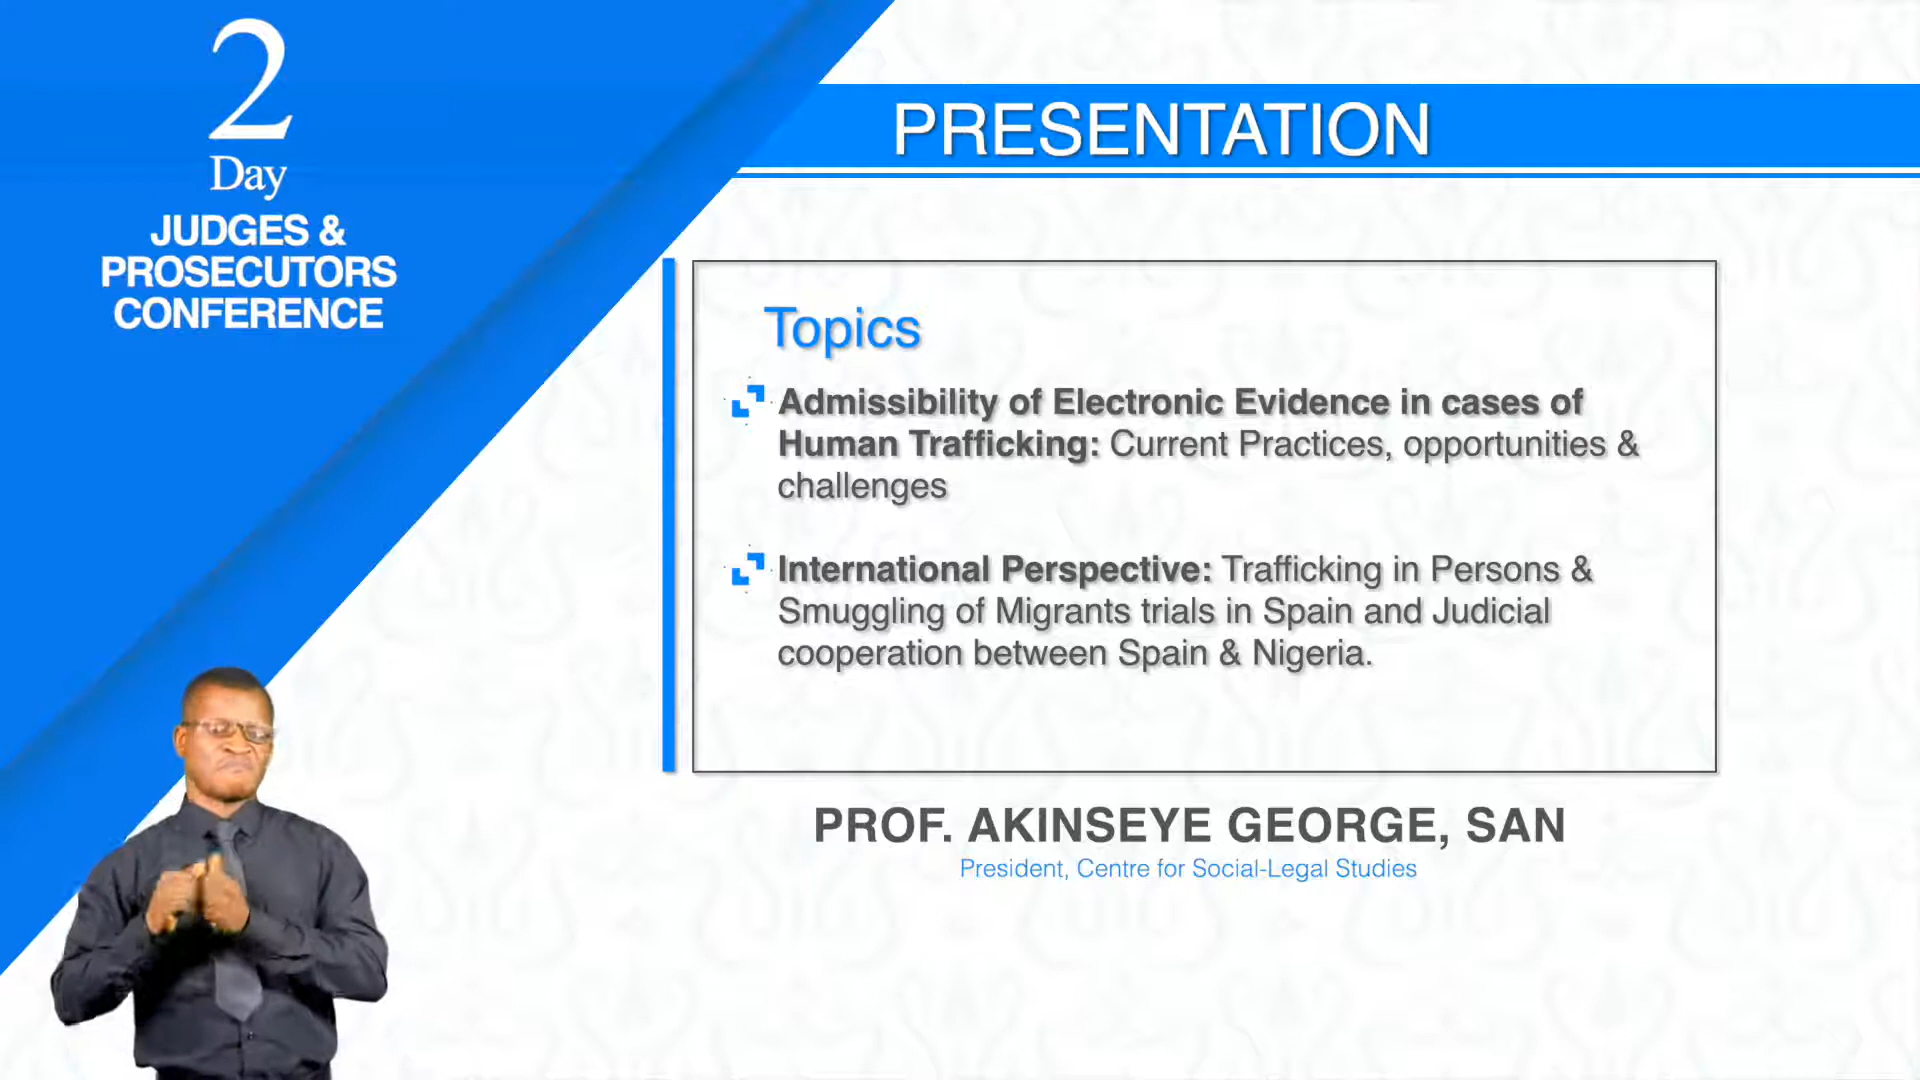 2
Day
JUDGES &
PROSECUTORS
CONFERENCE
PRESENTATION
Topics
Admissibility of Electronic Evidence in cases of
Human Trafficking: Current Practices, opportunities &
challenges
International Perspective: Trafficking in Persons &
Smuggling of Migrants trials in Spain and Judicial
cooperation between Spain & Nigeria.
PROF. AKINSEYE GEORGE, SAN
President, Centre for Social-Legal Studies